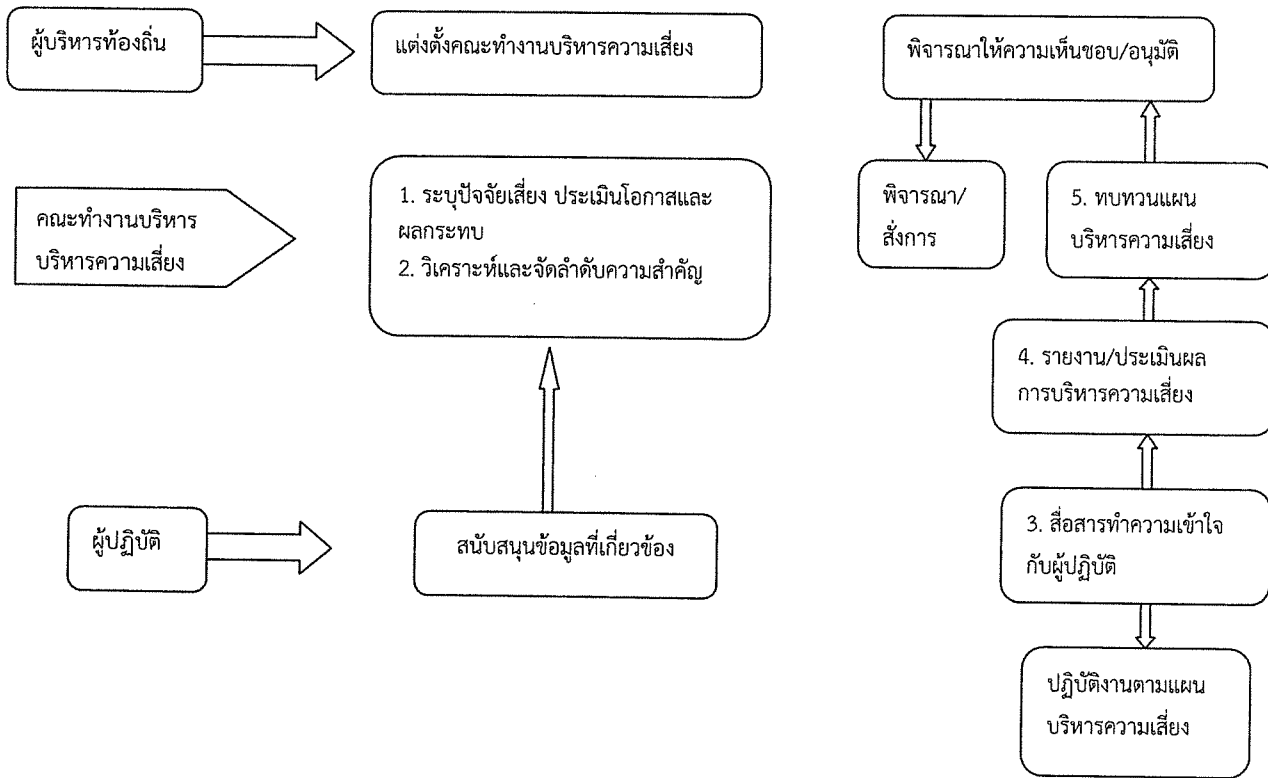 ผู้บริหารท้องถิ่น
แต่งตั้งคณะทำงานบริหารความเสี่ยง
พิจารณาให้ความเห็นชอบ/อนุมัติ
คณะทำงานบริหาร
บริหารความเสี่ยง
1. ระบุปัจจัยเสี่ยง ประเมินโอกาสและ
ผลกระทบ
2. วิเคราะห์และจัดลำดับความสำคัญ
พิจารณา/
สั่งการ
5. ทบทวนแผน
บริหารความเสี่ยง
4. รายงาน/ประเมินผล
การบริหารความเสี่ยง
ผู้ปฏิบัติ
สนับสนุนข้อมูลที่เกี่ยวข้อง
3. สื่อสารทำความเข้าใจ
กับผู้ปฏิบัติ
ปฏิบัติงานตามแผน
บริหารความเสี่ยง